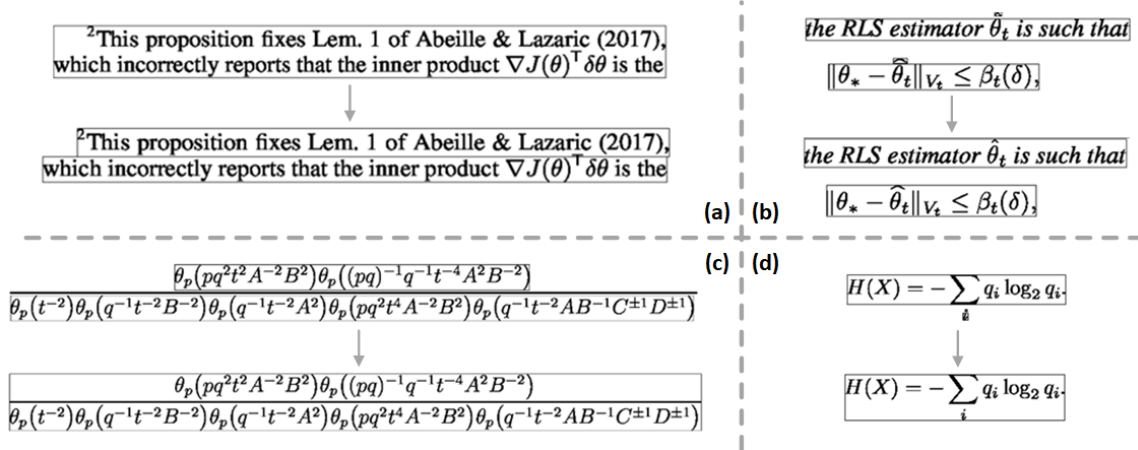 ²This proposition fixes Lem. 1 of Abeille & Lazaric (2017),
which incorrectly reports that the inner product ∇J(θ)ᵀδθ is the
²This proposition fixes Lem. 1 of Abeille & Lazaric (2017),
which incorrectly reports that the inner product ∇J(θ)ᵀδθ is the
(a)
the RLS estimator θ̂_t is such that
‖θ_* − θ̂_t‖_{V_t} ≤ β_t(δ),
the RLS estimator θ̂_t is such that
‖θ_* − θ̂_t‖_{V_t} ≤ β_t(δ),
(b)
(c)
θ_p(pq²t²A⁻²B²)θ_p((pq)⁻¹q⁻¹t⁻⁴A²B⁻²)
θ_p(t⁻²)θ_p(q⁻¹t⁻²B⁻²)θ_p(q⁻¹t⁻²A²)θ_p(pq²t⁴A⁻²B²)θ_p(q⁻¹t⁻²AB⁻¹C^{±1}D^{±1})
θ_p(pq²t²A⁻²B²)θ_p((pq)⁻¹q⁻¹t⁻⁴A²B⁻²)
θ_p(t⁻²)θ_p(q⁻¹t⁻²B⁻²)θ_p(q⁻¹t⁻²A²)θ_p(pq²t⁴A⁻²B²)θ_p(q⁻¹t⁻²AB⁻¹C^{±1}D^{±1})
(d)
H(X) = −∑_i q_i log₂ q_i.
H(X) = −∑_i q_i log₂ q_i.